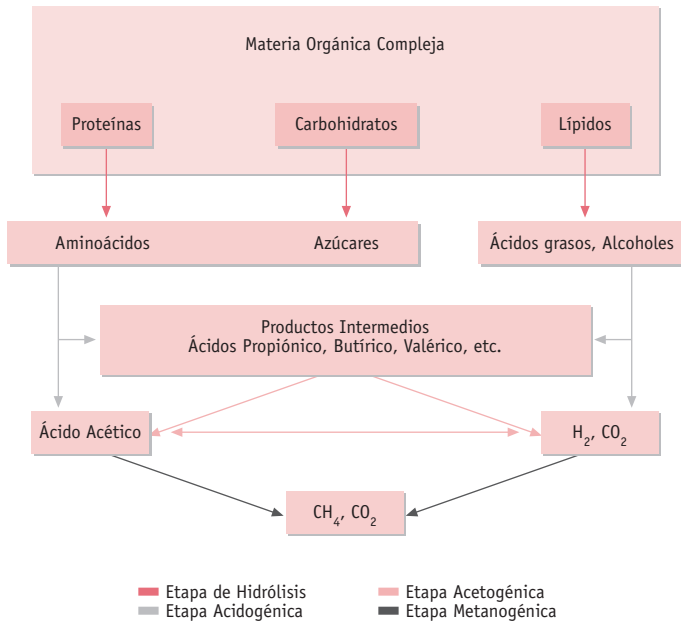 Materia Orgánica Compleja
Proteínas
Carbohidratos
Lípidos
Aminoácidos
Azúcares
Ácidos grasos, Alcoholes
Productos Intermedios
Ácidos Propiónico, Butírico, Valérico, etc.
Ácido Acético
H₂, CO₂
CH₄, CO₂
Etapa de Hidrólisis
Etapa Acetogénica
Etapa Acidogénica
Etapa Metanogénica